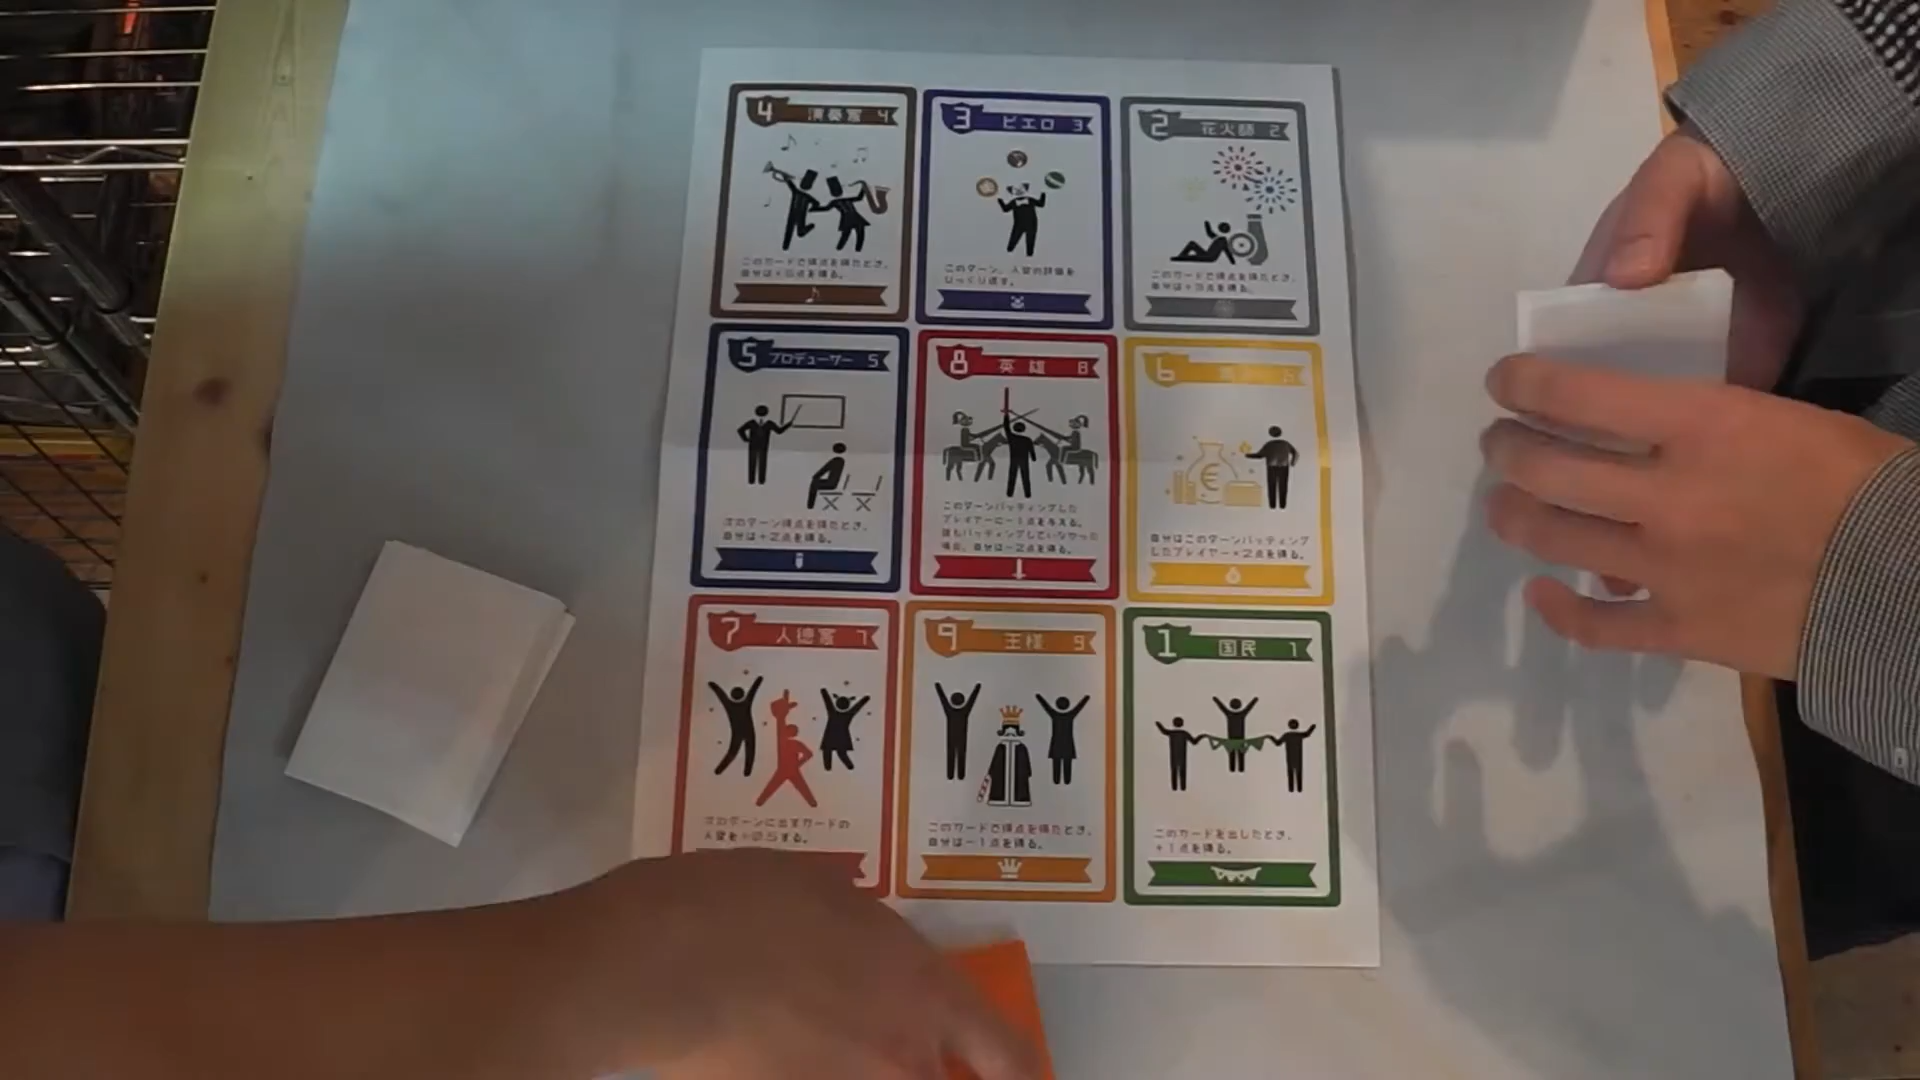 4 演奏家 4
このカードで得点を得たとき、
自分は+
点を得る。
3 ピエロ 3
このターン、人望の評価を
ひっくり返す。
2 花火師 2
このカードで得点を得たとき、
自分は+
点を得る。
5 プロデューサー 5
次のターン得点を得たとき、
自分は+2点を得る。
8 英雄 8
このターンバッティングした
プレイヤーに-1点を与える。
誰もバッティングしていなかった
場合、自分は-2点を得る。
6
6
€
自分はこのターンバッティング
したプレイヤー×2点を得る。
7 人徳家 7
次のターンに出すカードの
人望を+0.5する。
9 王様 9
このカードで得点を得たとき、
自分は-1点を得る。
1 国民 1
このカードを出したとき、
+1点を得る。